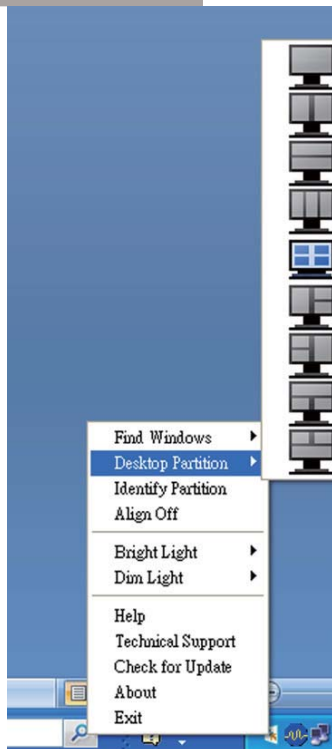 Find Windows
Desktop Partition
Identify Partition
Align Off
Bright Light
Dim Light
Help
Technical Support
Check for Update
About
Exit